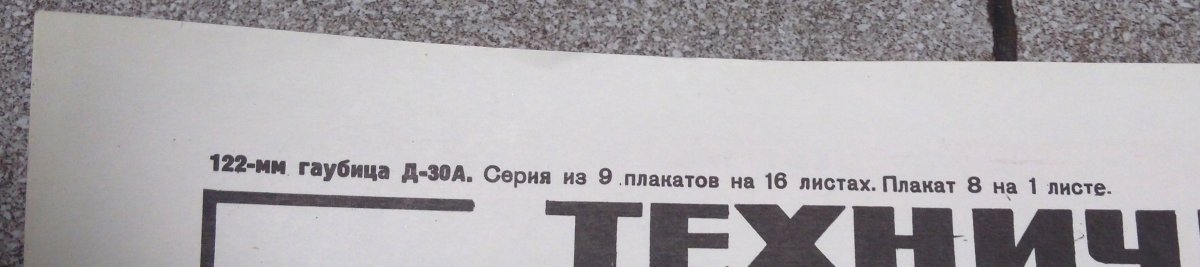 122-мм гаубица Д-30А. Серия из 9 плакатов на 16 листах. Плакат 8 на 1 листе.
ТЕХНИЧ